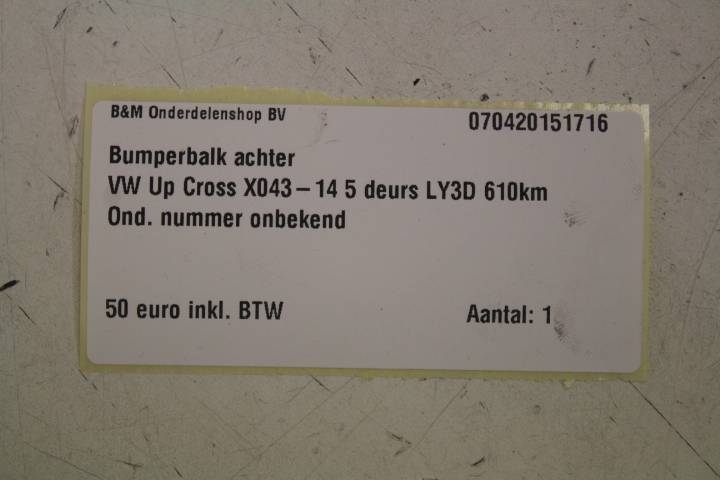 B&M Onderdelenshop BV 070420151716
Bumperbalk achter
VW Up Cross X043-14 5 deurs LY3D 610km
Ond. nummer onbekend
50 euro inkl. BTW Aantal: 1